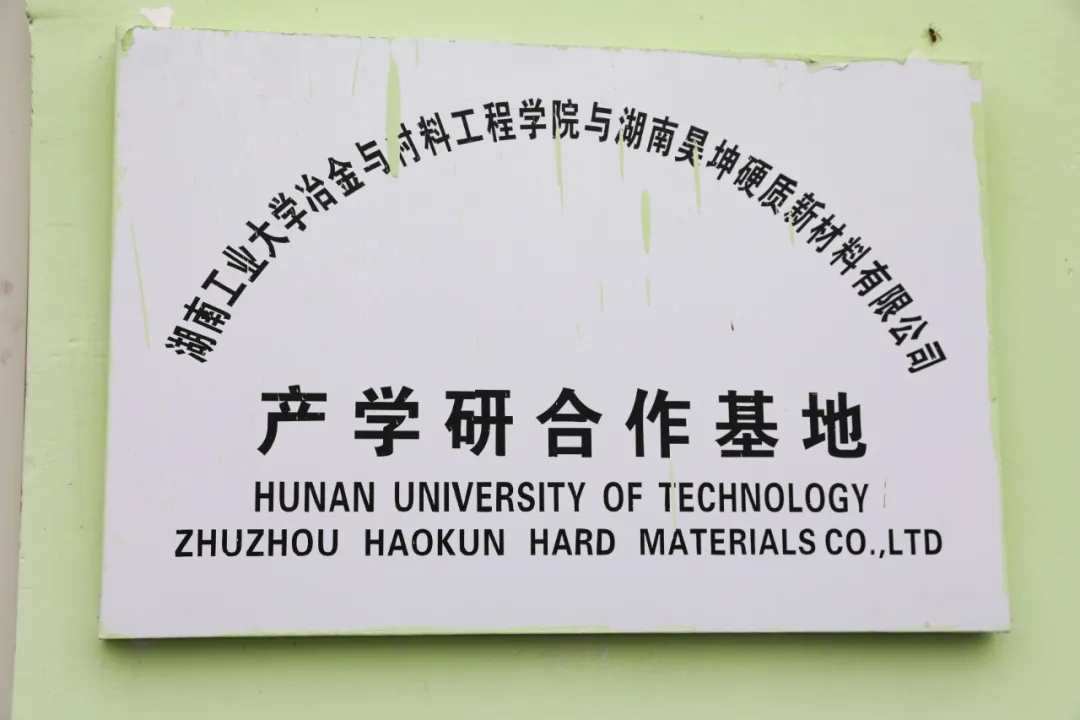 湖南工业大学冶金与材料工程学院与湖南昊坤硬质新材料有限公司
产学研合作基地
HUNAN UNIVERSITY OF TECHNOLOGY
ZHUZHOU HAOKUN HARD MATERIALS CO.,LTD